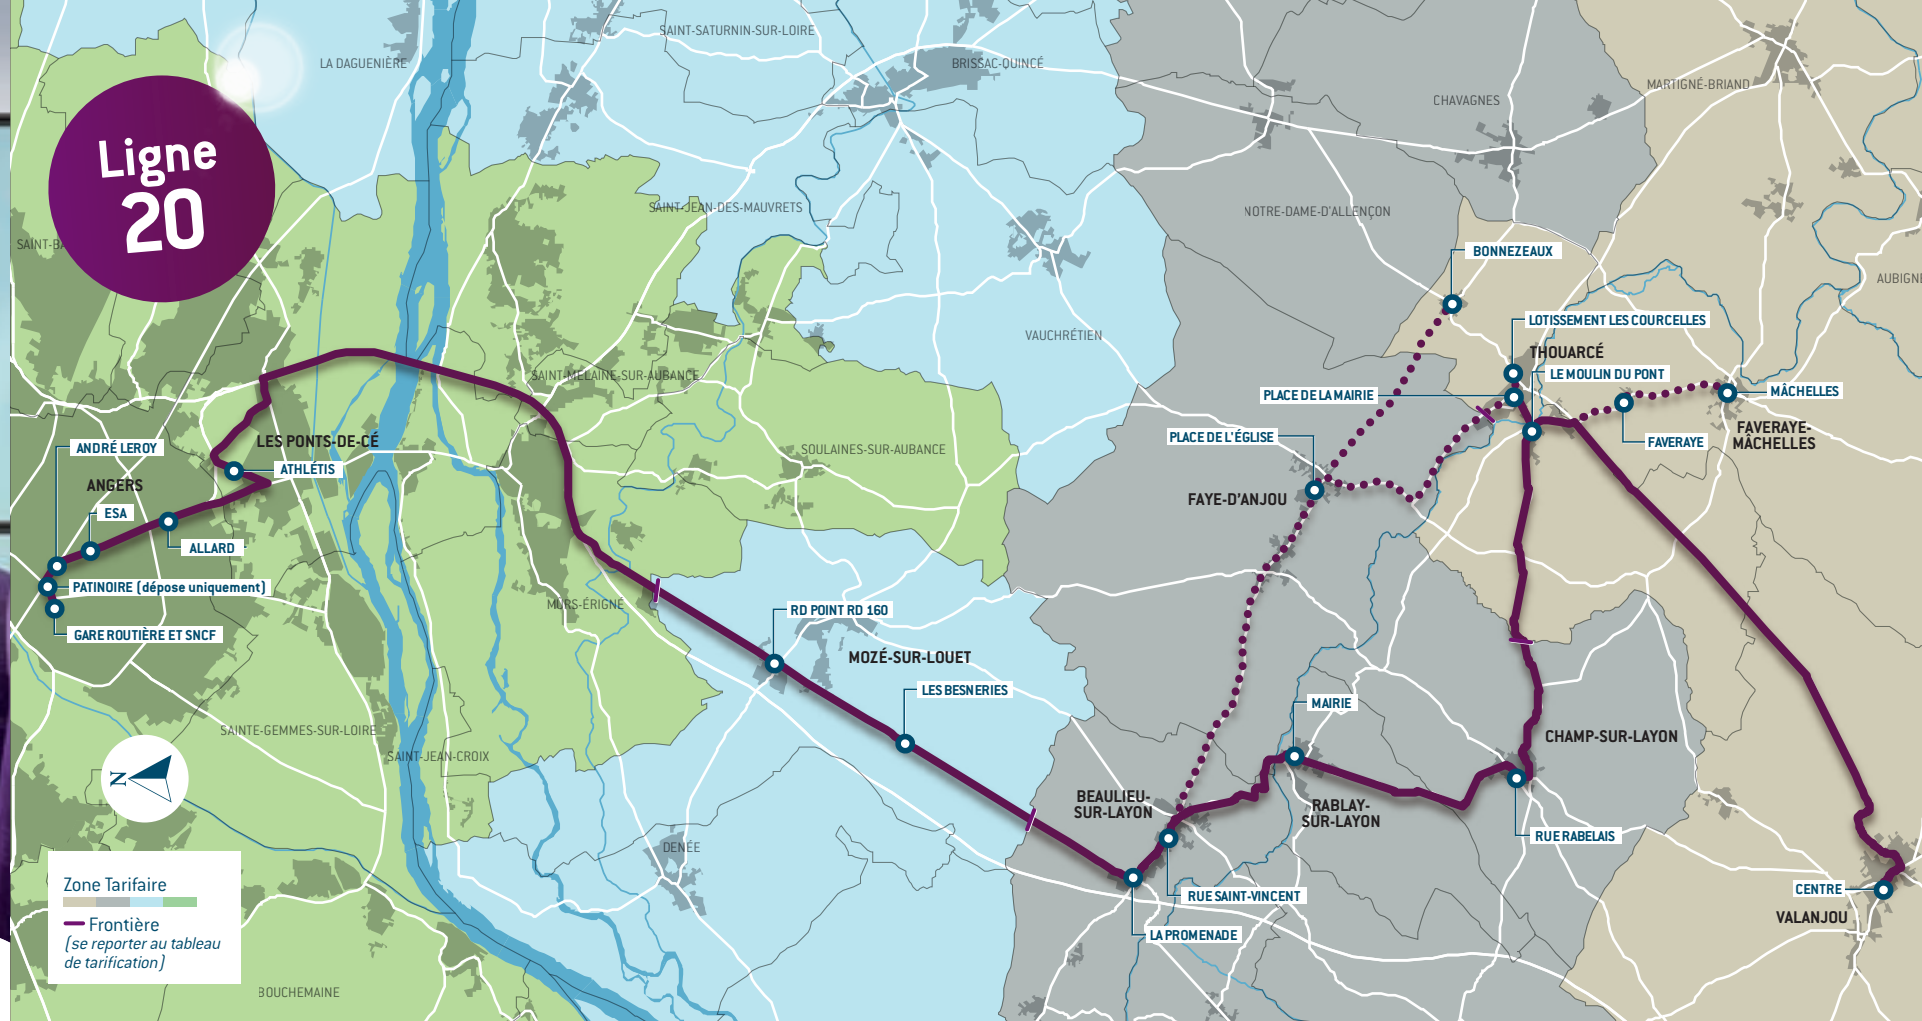 Ligne
20
LA DAGUENIÈRE
SAINT-SATURNIN-SUR-LOIRE
BRISSAC-QUINCÉ
CHAVAGNES
MARTIGNÉ-BRIAND
SAINT-BA
SAINT-JEAN-DES-MAUVRETS
NOTRE-DAME-D'ALLENÇON
BONNEZEAUX
AUBIGN
VAUCHRÉTIEN
LOTISSEMENT LES COURCELLES
THOUARCÉ
LE MOULIN DU PONT
SAINT-MELAINE-SUR-AUBANCE
PLACE DE LA MAIRIE
MÂCHELLES
FAVERAYE-
MÂCHELLES
FAVERAYE
PLACE DE L'ÉGLISE
ANDRÉ LEROY
LES PONTS-DE-CÉ
ATHLÉTIS
SOULAINES-SUR-AUBANCE
ANGERS
FAYE-D'ANJOU
ESA
ALLARD
PATINOIRE (dépose uniquement)
MÛRS-ÉRIGNÉ
RD POINT RD 160
GARE ROUTIÈRE ET SNCF
MOZÉ-SUR-LOUET
LES BESNERIES
MAIRIE
SAINTE-GEMMES-SUR-LOIRE
CHAMP-SUR-LAYON
SAINT-JEAN-CROIX
N
BEAULIEU-
SUR-LAYON
RABLAY-
SUR-LAYON
RUE RABELAIS
DENÉE
Zone Tarifaire
Frontière
(se reporter au tableau
de tarification)
RUE SAINT-VINCENT
CENTRE
VALANJOU
LA PROMENADE
BOUCHEMAINE